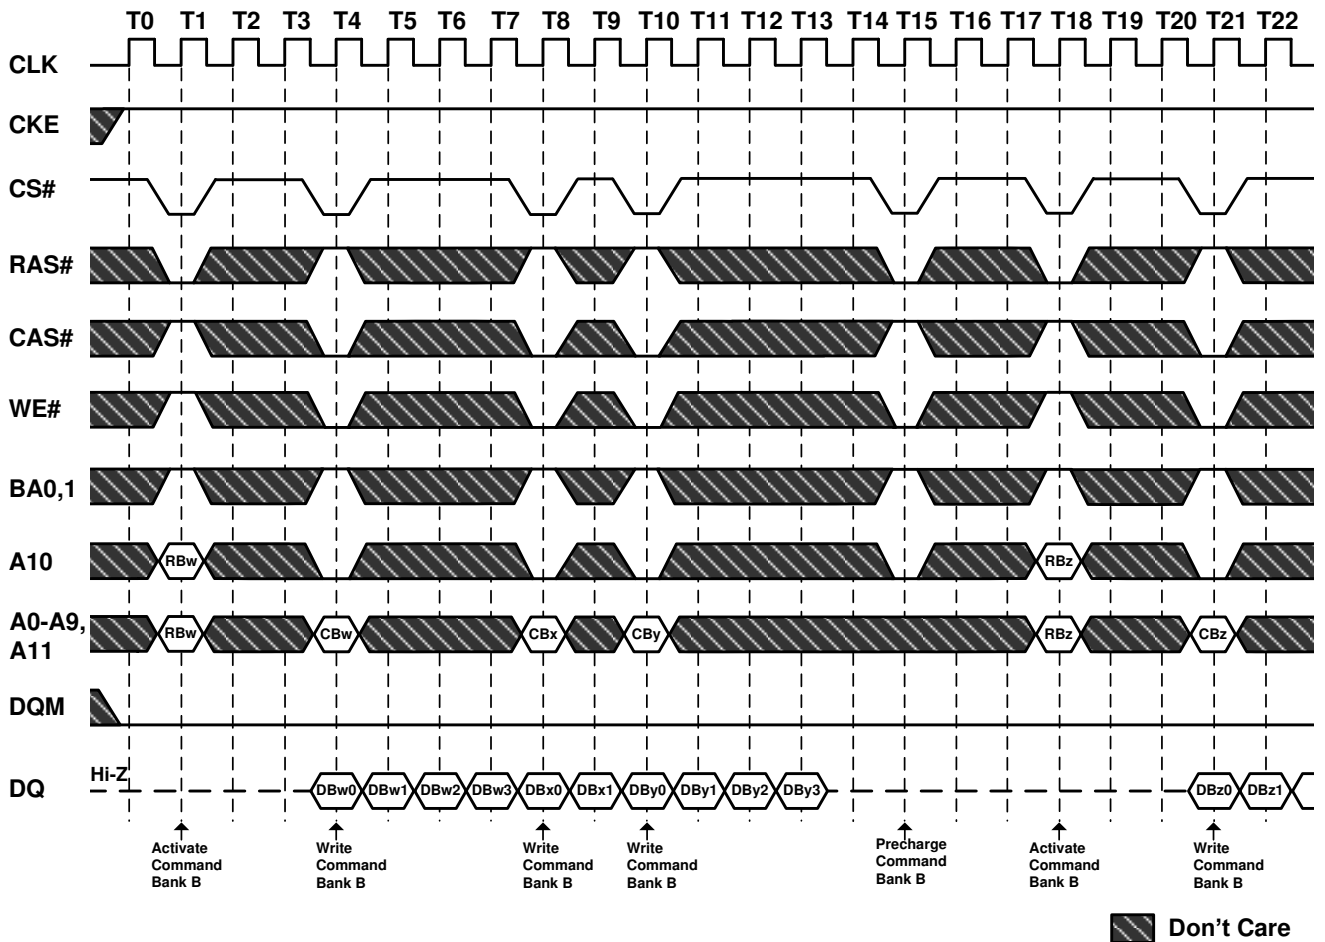 T0 T1 T2 T3 T4 T5 T6 T7 T8 T9 T10 T11 T12 T13 T14 T15 T16 T17 T18 T19 T20 T21 T22
CLK
CKE
CS#
RAS#
CAS#
WE#
BA0,1
A10
RBw
RBz
A0-A9,
A11
RBw
CBw
CBx
CBy
RBz
CBz
DQM
DQ
Hi-Z
DBw0
DBw1
DBw2
DBw3
DBx0
DBx1
DBy0
DBy1
DBy2
DBy3
DBz0
DBz1
Activate
Command
Bank B
Write
Command
Bank B
Write
Command
Bank B
Write
Command
Bank B
Precharge
Command
Bank B
Activate
Command
Bank B
Write
Command
Bank B
Don't Care